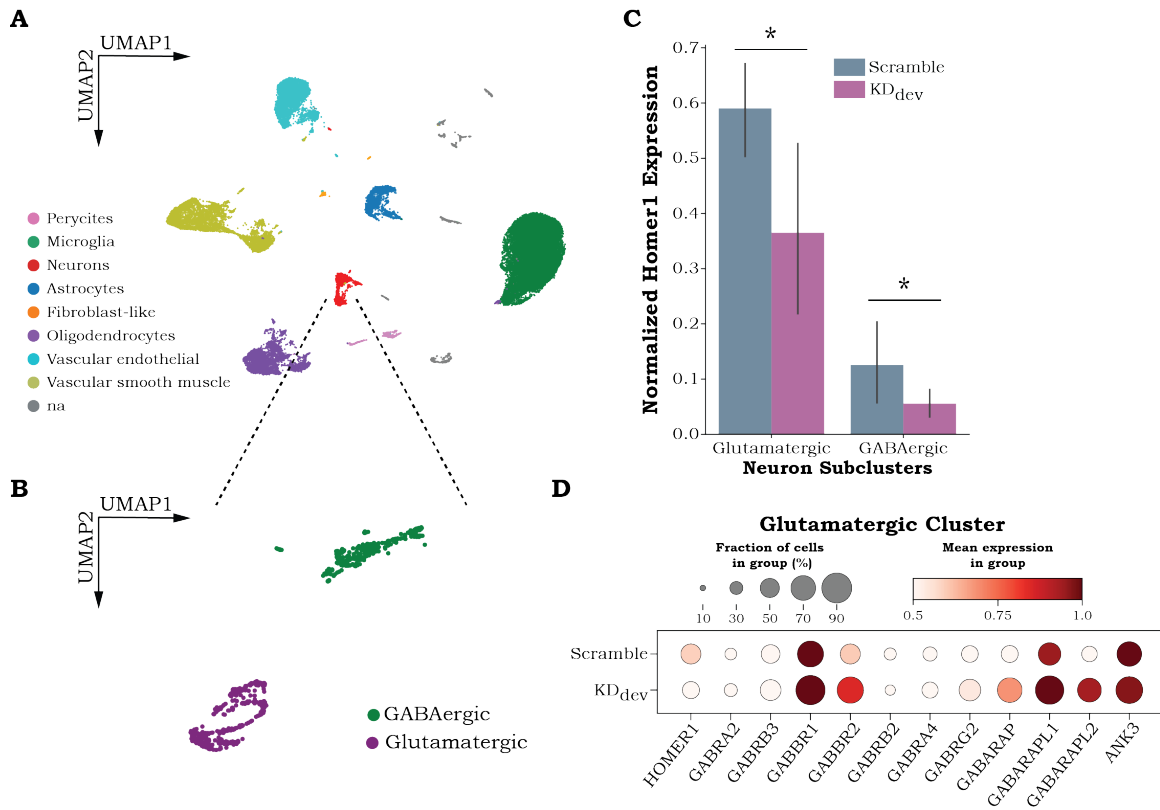 A
UMAP1
UMAP2
Perycites
Microglia
Neurons
Astrocytes
Fibroblast-like
Oligodendrocytes
Vascular endothelial
Vascular smooth muscle
na
B
UMAP1
UMAP2
GABAergic
Glutamatergic
C
Normalized Homer1 Expression
0.7
0.6
0.5
0.4
0.3
0.2
0.1
0.0
*
*
Scramble
KDdev
Glutamatergic
GABAergic
Neuron Subclusters
D
Glutamatergic Cluster
Fraction of cells
in group (%)
10 30 50 70 90
Mean expression
in group
0.5 0.75 1.0
Scramble
KDdev
HOMER1
GABRA2
GABRB3
GABBR1
GABBR2
GABRB2
GABRA4
GABRG2
GABARAP
GABARAPL1
GABARAPL2
ANK3